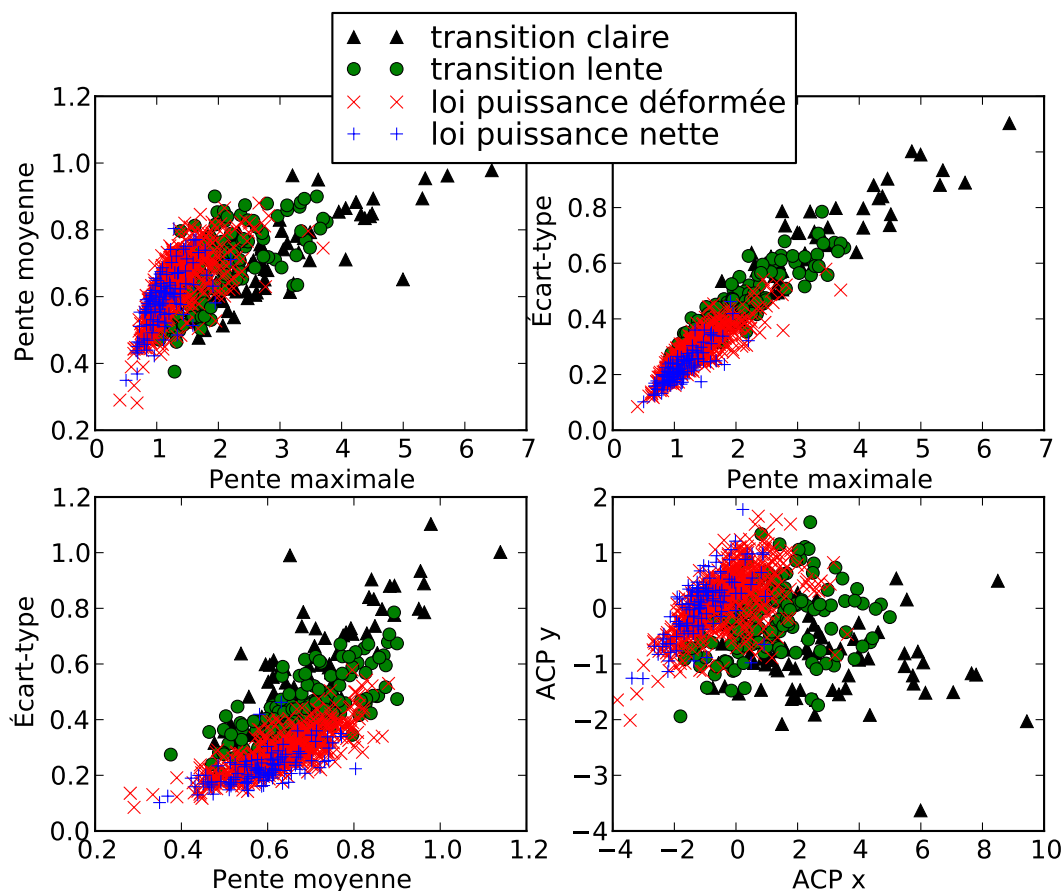 transition claire
transition lente
loi puissance déformée
loi puissance nette
1.2
1.0
0.8
0.6
0.4
0.2
Pente moyenne
0 1 2 3 4 5 6 7
Pente maximale
1.2
1.0
0.8
0.6
0.4
0.2
0.0
Écart-type
0 1 2 3 4 5 6 7
Pente maximale
1.2
1.0
0.8
0.6
0.4
0.2
0.0
Écart-type
0.2 0.4 0.6 0.8 1.0 1.2
Pente moyenne
2
1
0
−1
−2
−3
−4
ACP y
−4 −2 0 2 4 6 8 10
ACP x